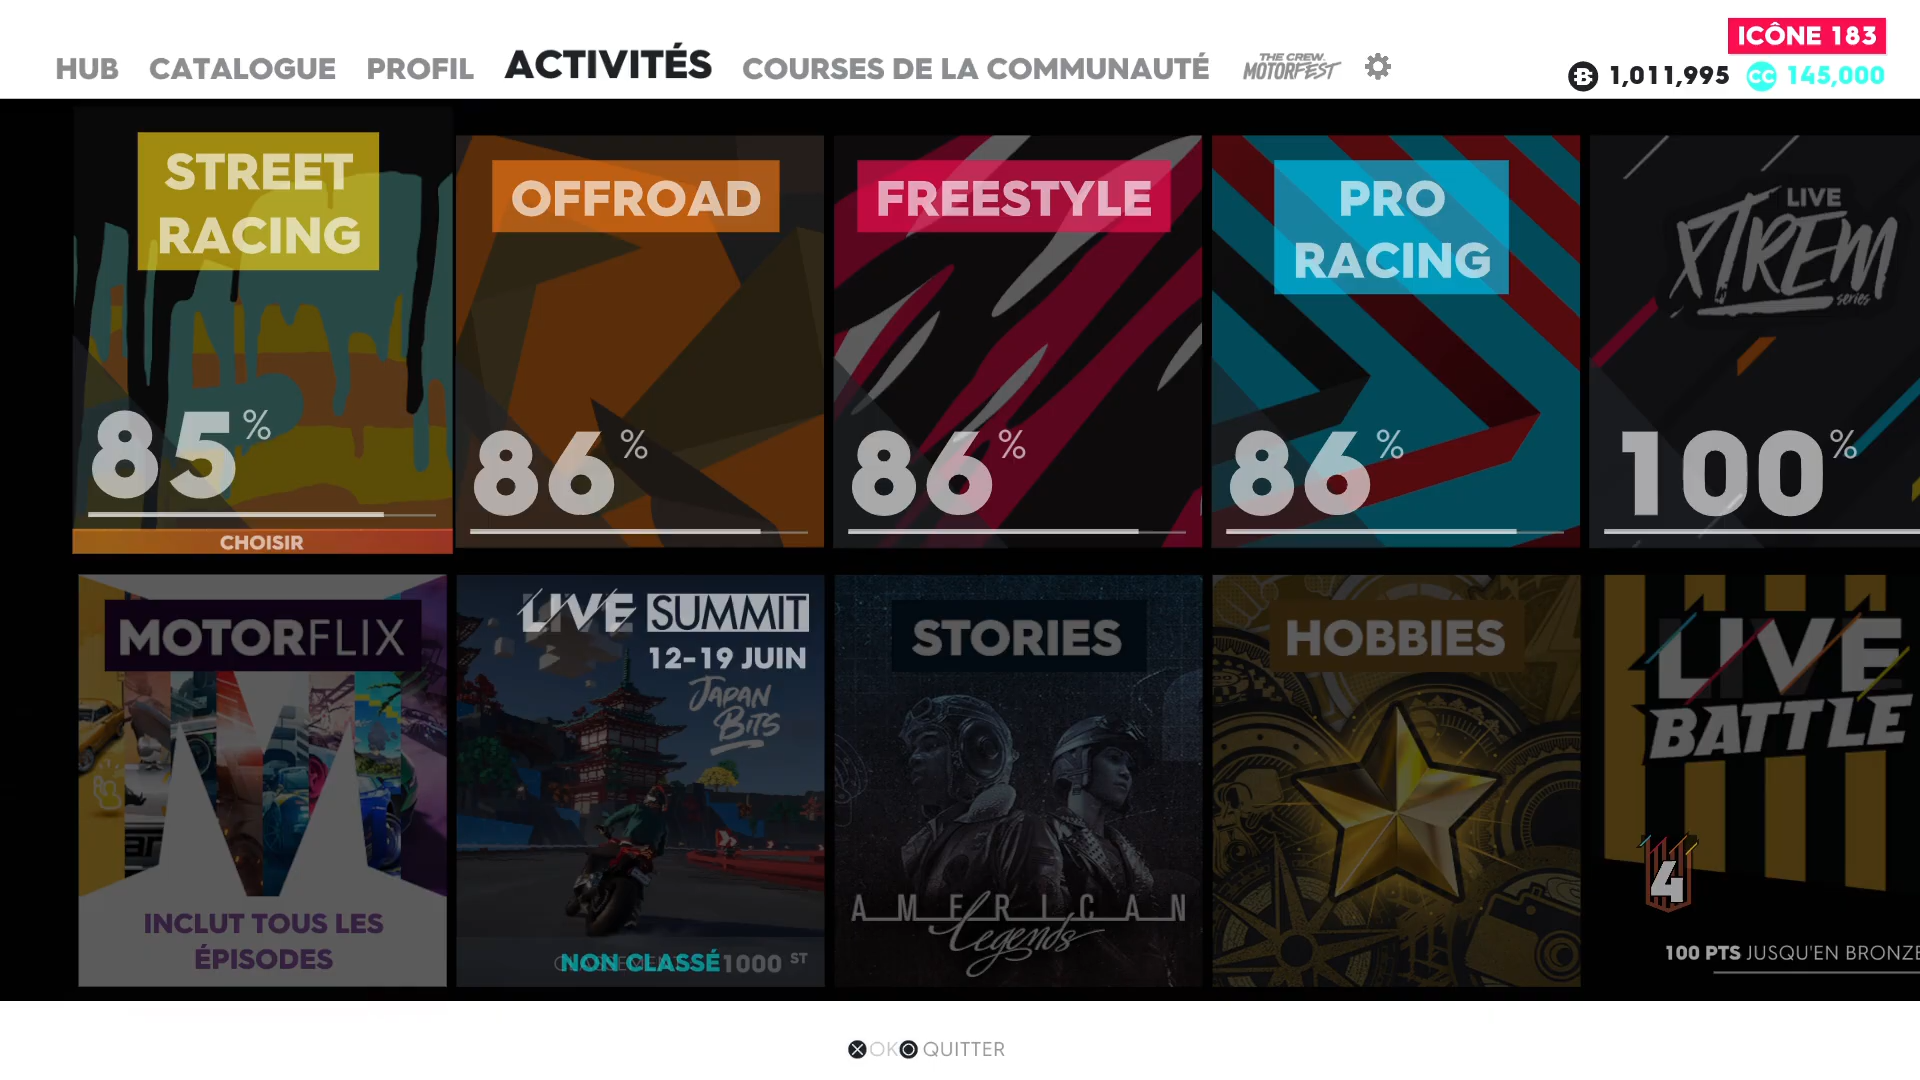 ICÔNE 183
HUB CATALOGUE PROFIL ACTIVITÉS COURSES DE LA COMMUNAUTÉ THE CREW MOTORFEST
1,011,995 CC 145,000
STREET
RACING
85%
CHOISIR
OFFROAD
86%
FREESTYLE
86%
PRO
RACING
86%
LIVE
XTREM
series
100%
MOTORFLIX
INCLUT TOUS LES
ÉPISODES
LIVE SUMMIT
12-19 JUIN
JAPAN
BITS
NON CLASSÉ 1000 ST
STORIES
AMERICAN
Legends
HOBBIES
LIVE
BATTLE
4
100 PTS JUSQU'EN BRONZE
OK QUITTER